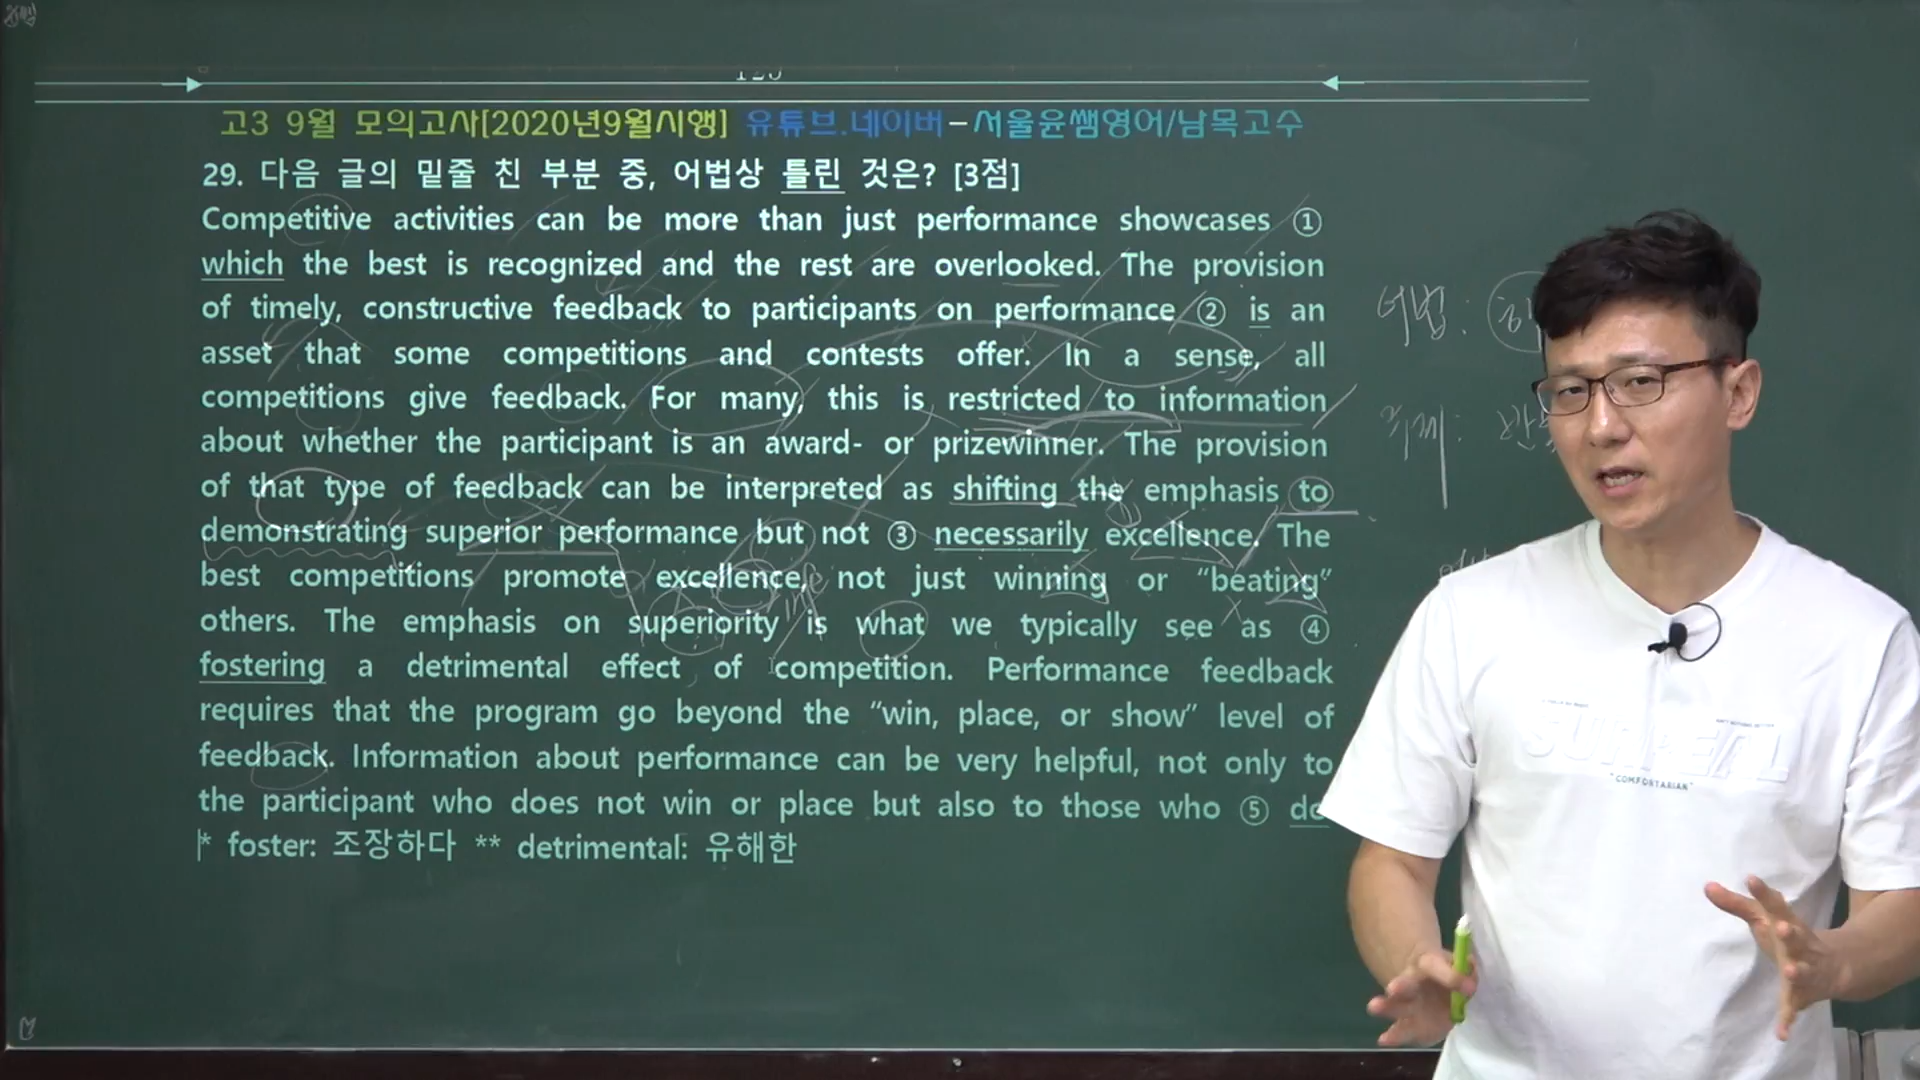 125
고3 9월 모의고사[2020년9월시행] 유튜브.네이버-서울윤쌤영어/남목고수
29. 다음 글의 밑줄 친 부분 중, 어법상 틀린 것은? [3점]
Competitive activities can be more than just performance showcases ①
which the best is recognized and the rest are overlooked. The provision
of timely, constructive feedback to participants on performance ② is an
asset that some competitions and contests offer. In a sense, all
competitions give feedback. For many, this is restricted to information
about whether the participant is an award- or prizewinner. The provision
of that type of feedback can be interpreted as shifting the emphasis to
demonstrating superior performance but not ③ necessarily excellence. The
best competitions promote excellence, not just winning or “beating”
others. The emphasis on superiority is what we typically see as ④
fostering a detrimental effect of competition. Performance feedback
requires that the program go beyond the “win, place, or show” level of
feedback. Information about performance can be very helpful, not only to
the participant who does not win or place but also to those who ⑤ do
* foster: 조장하다 ** detrimental: 유해한
어법:
주제:
"COMFORTARIAN"